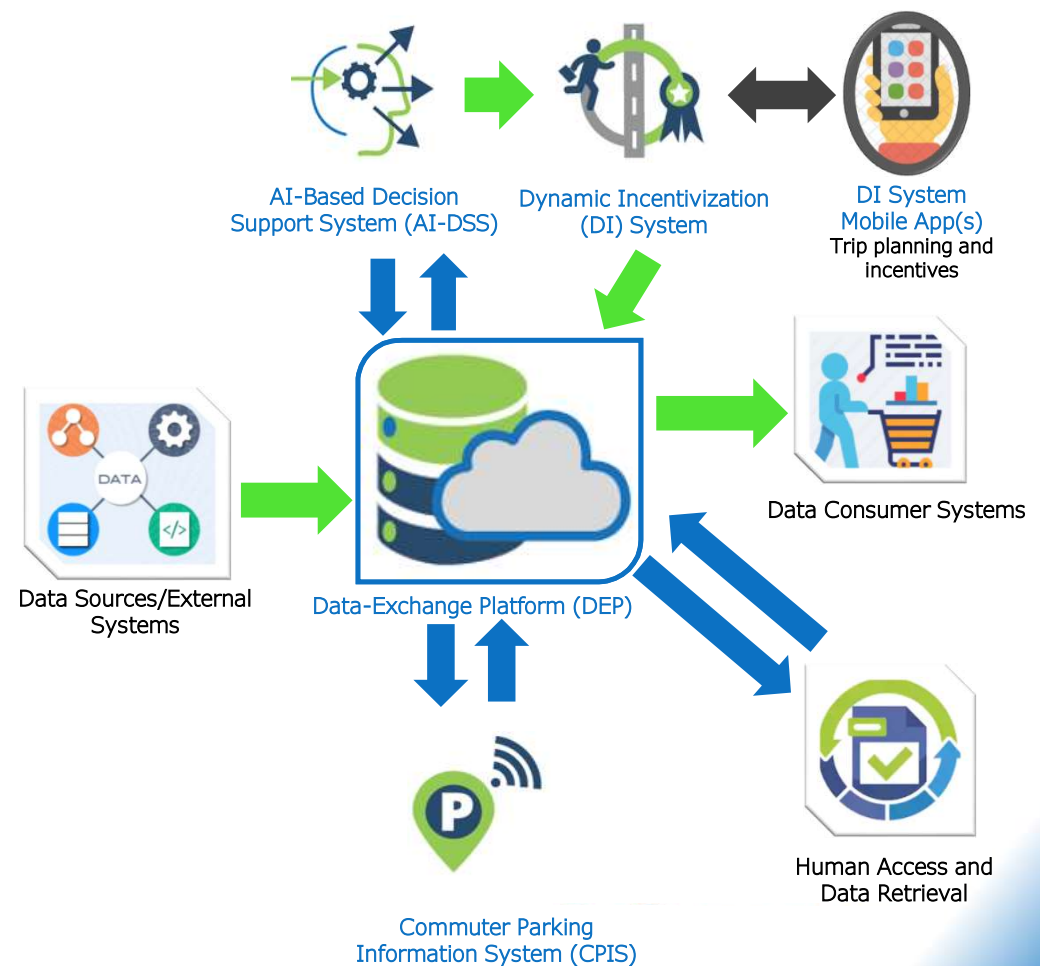 AI-Based Decision
Support System (AI-DSS)
Dynamic Incentivization
(DI) System
DI System
Mobile App(s)
Trip planning and
incentives
DATA
</>
Data Sources/External
Systems
Data-Exchange Platform (DEP)
Data Consumer Systems
P
Commuter Parking
Information System (CPIS)
Human Access and
Data Retrieval